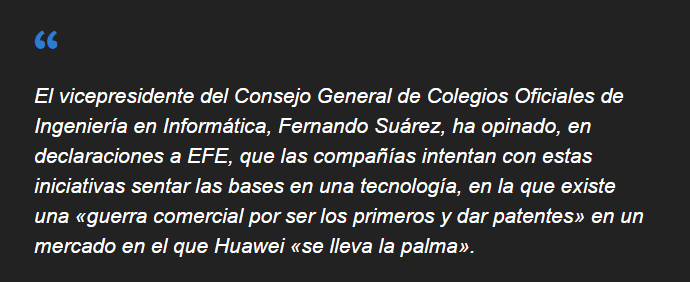 “
El vicepresidente del Consejo General de Colegios Oficiales de
Ingeniería en Informática, Fernando Suárez, ha opinado, en
declaraciones a EFE, que las compañías intentan con estas
iniciativas sentar las bases en una tecnología, en la que existe
una «guerra comercial por ser los primeros y dar patentes» en un
mercado en el que Huawei «se lleva la palma».